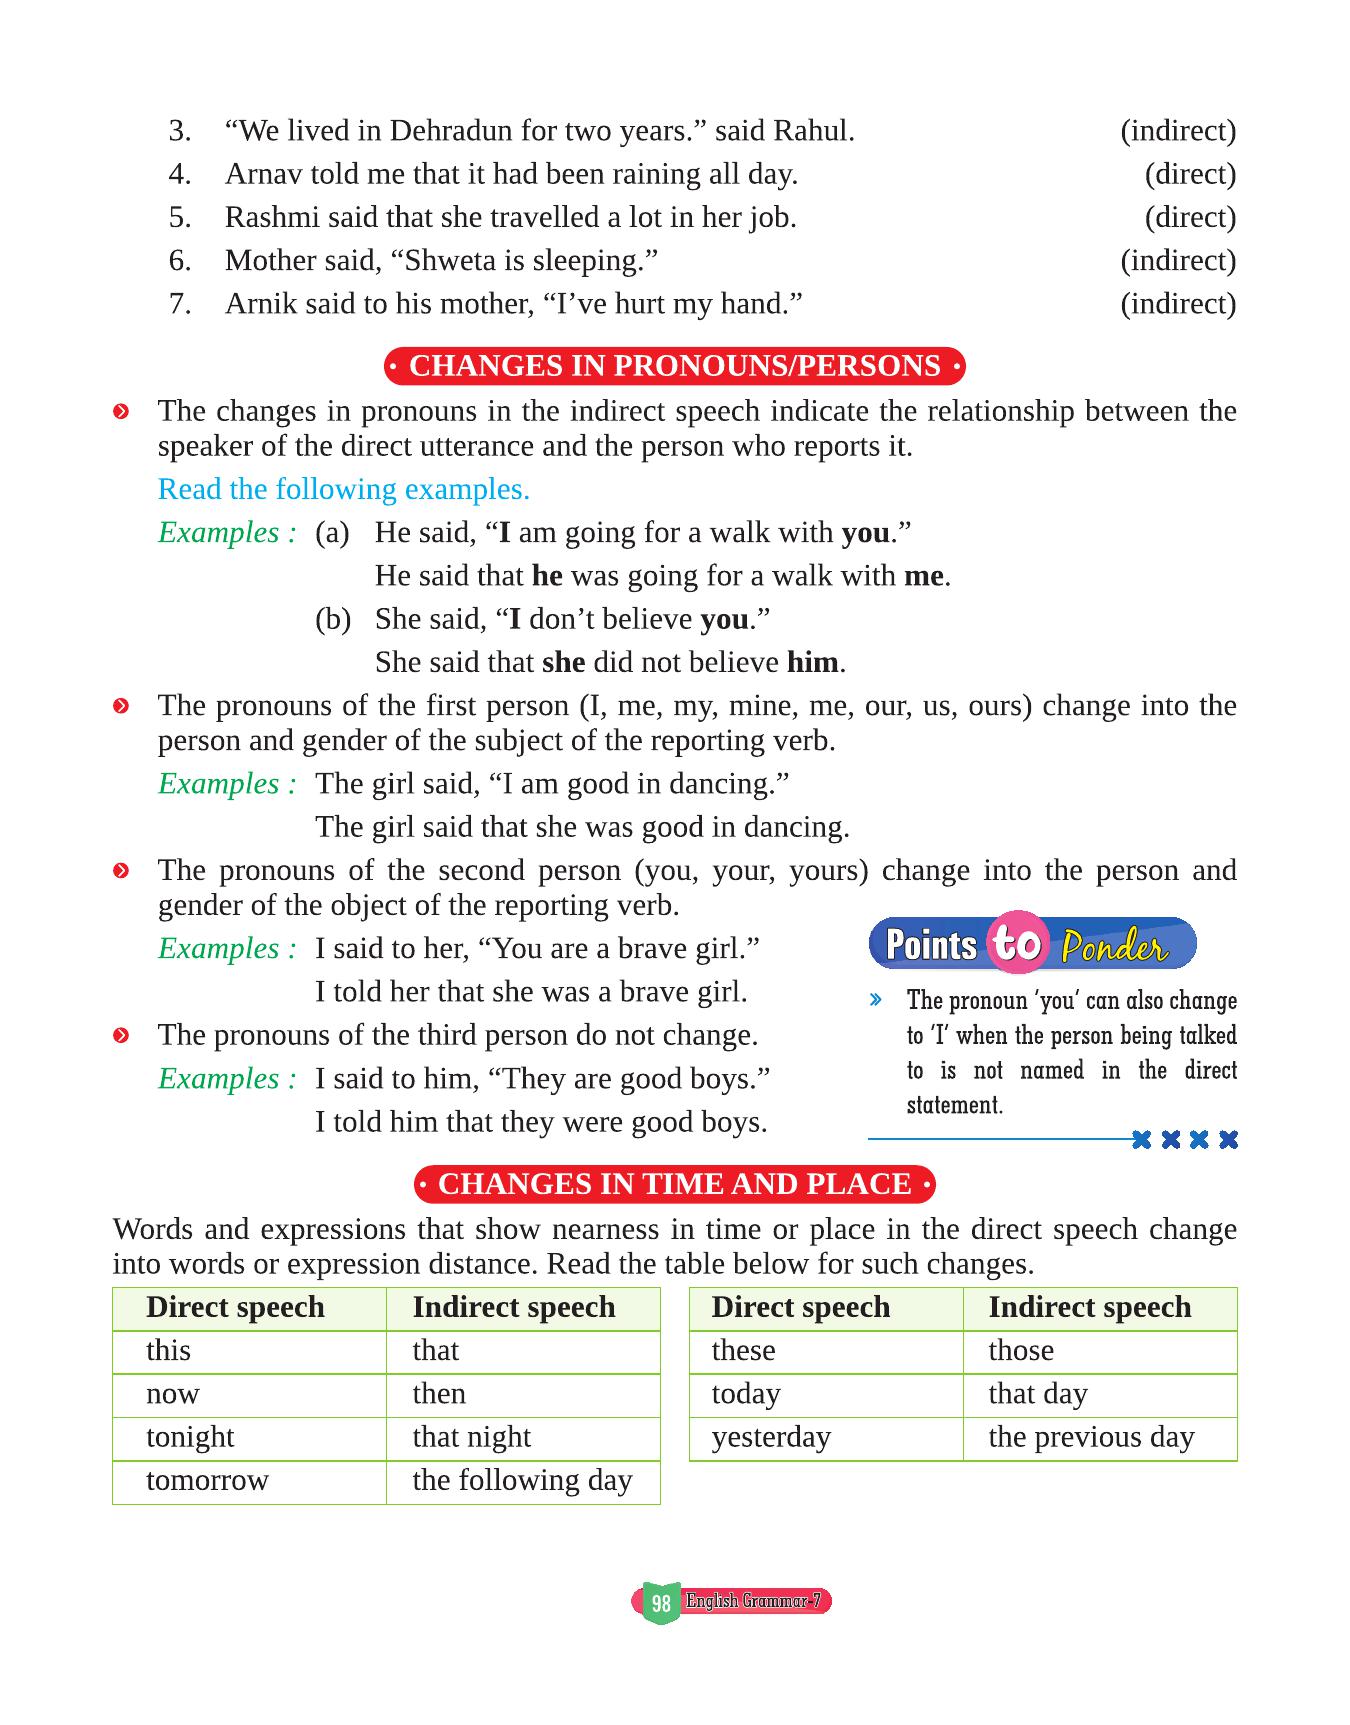 3. “We lived in Dehradun for two years.” said Rahul. (indirect)
4. Arnav told me that it had been raining all day. (direct)
5. Rashmi said that she travelled a lot in her job. (direct)
6. Mother said, “Shweta is sleeping.” (indirect)
7. Arnik said to his mother, “I’ve hurt my hand.” (indirect)
• CHANGES IN PRONOUNS/PERSONS •
The changes in pronouns in the indirect speech indicate the relationship between the
speaker of the direct utterance and the person who reports it.
Read the following examples.
Examples : (a) He said, “I am going for a walk with you.”
He said that he was going for a walk with me.
(b) She said, “I don’t believe you.”
She said that she did not believe him.
The pronouns of the first person (I, me, my, mine, me, our, us, ours) change into the
person and gender of the subject of the reporting verb.
Examples : The girl said, “I am good in dancing.”
The girl said that she was good in dancing.
The pronouns of the second person (you, your, yours) change into the person and
gender of the object of the reporting verb.
Examples : I said to her, “You are a brave girl.”
I told her that she was a brave girl.
The pronouns of the third person do not change.
Examples : I said to him, “They are good boys.”
I told him that they were good boys.
Points to Ponder
» The pronoun ‘you’ can also change
to ‘I’ when the person being talked
to is not named in the direct
statement.
• CHANGES IN TIME AND PLACE •
Words and expressions that show nearness in time or place in the direct speech change
into words or expression distance. Read the table below for such changes.
Direct speech Indirect speech
this that
now then
tonight that night
tomorrow the following day
Direct speech Indirect speech
these those
today that day
yesterday the previous day
98 English Grammar-7